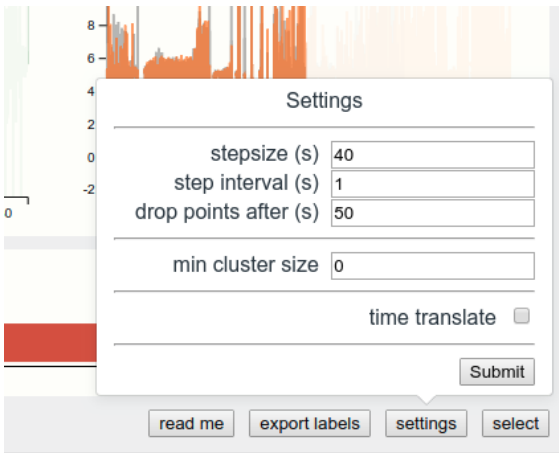 8
6
4
2
0
-2
0
Settings
stepsize (s) 40
step interval (s) 1
drop points after (s) 50
min cluster size 0
time translate
Submit
read me export labels settings select